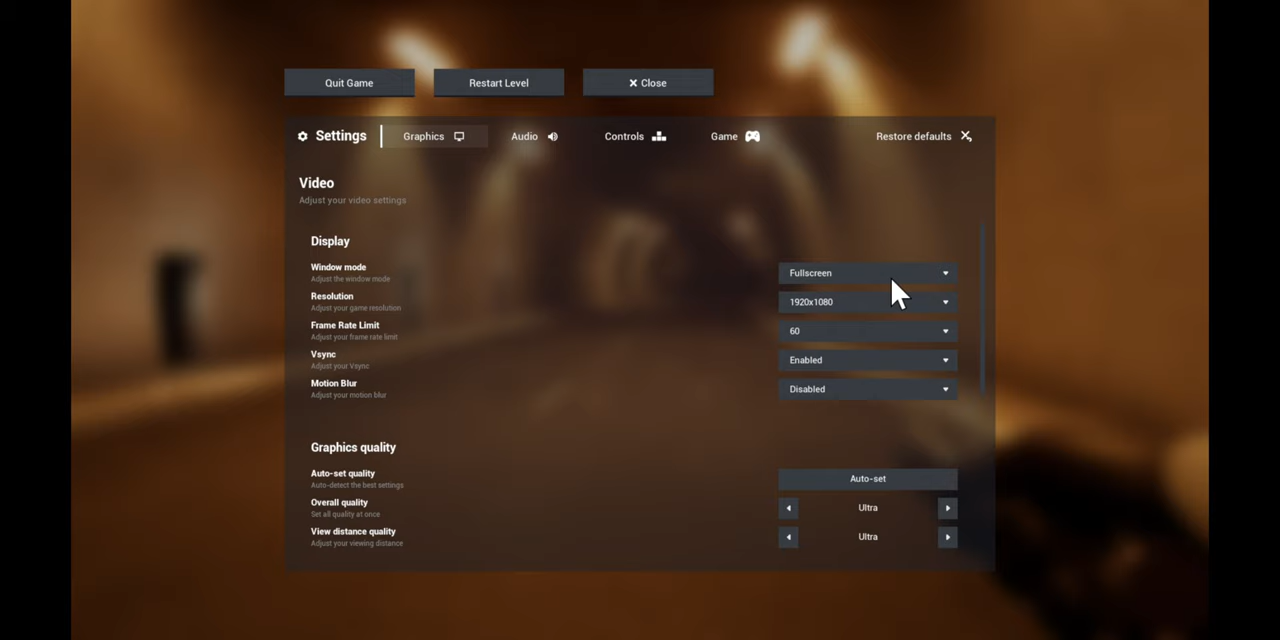 Quit Game
Restart Level
Close
Settings
Graphics
Audio
Controls
Game
Restore defaults
Video
Adjust your video settings
Display
Window mode
Fullscreen
Adjust the window mode
Resolution
1920x1080
Adjust your game resolution
Frame Rate Limit
60
Adjust your frame rate limit
Vsync
Enabled
Adjust your Vsync
Motion Blur
Disabled
Adjust your motion blur
Graphics quality
Auto-set quality
Auto-set
Auto-detect the best settings
Overall quality
Ultra
Set all quality at once
View distance quality
Ultra
Adjust your viewing distance